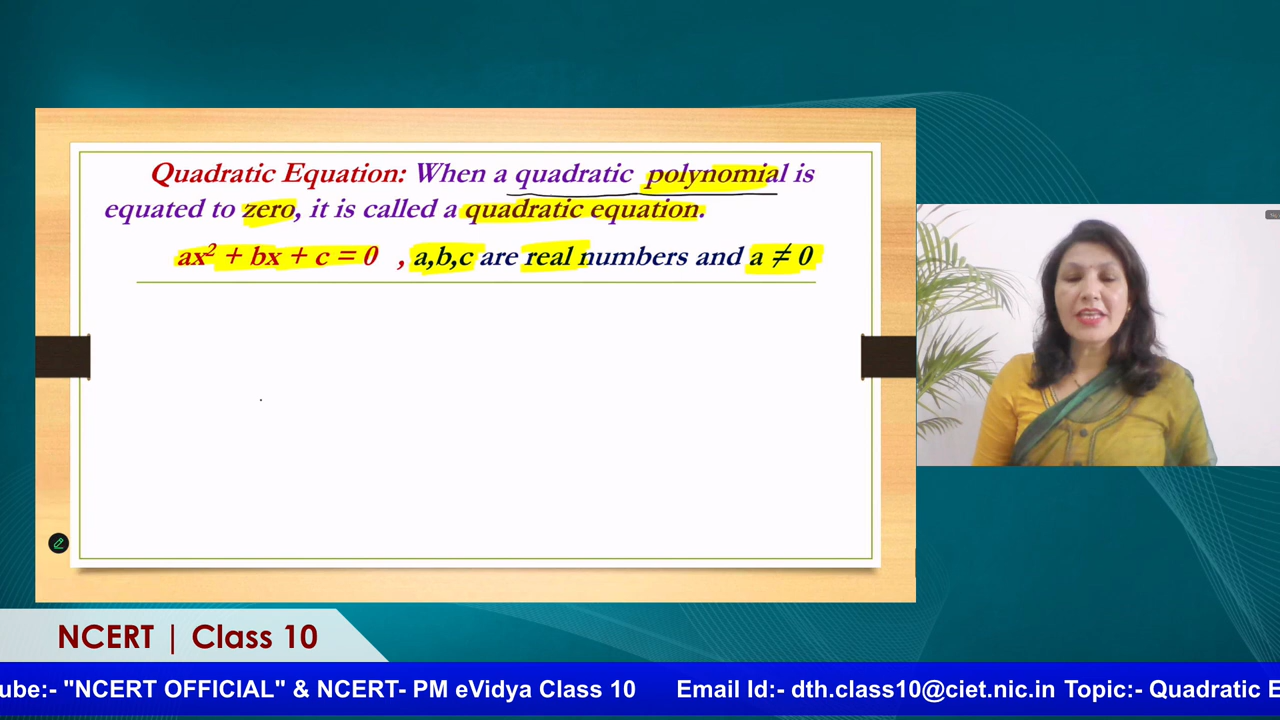 Quadratic Equation: When a quadratic polynomial is
equated to zero, it is called a quadratic equation.
ax² + bx + c = 0 , a,b,c are real numbers and a ≠ 0
NCERT | Class 10
ube:- "NCERT OFFICIAL" & NCERT- PM eVidya Class 10 Email Id:- dth.class10@ciet.nic.in Topic:- Quadratic E